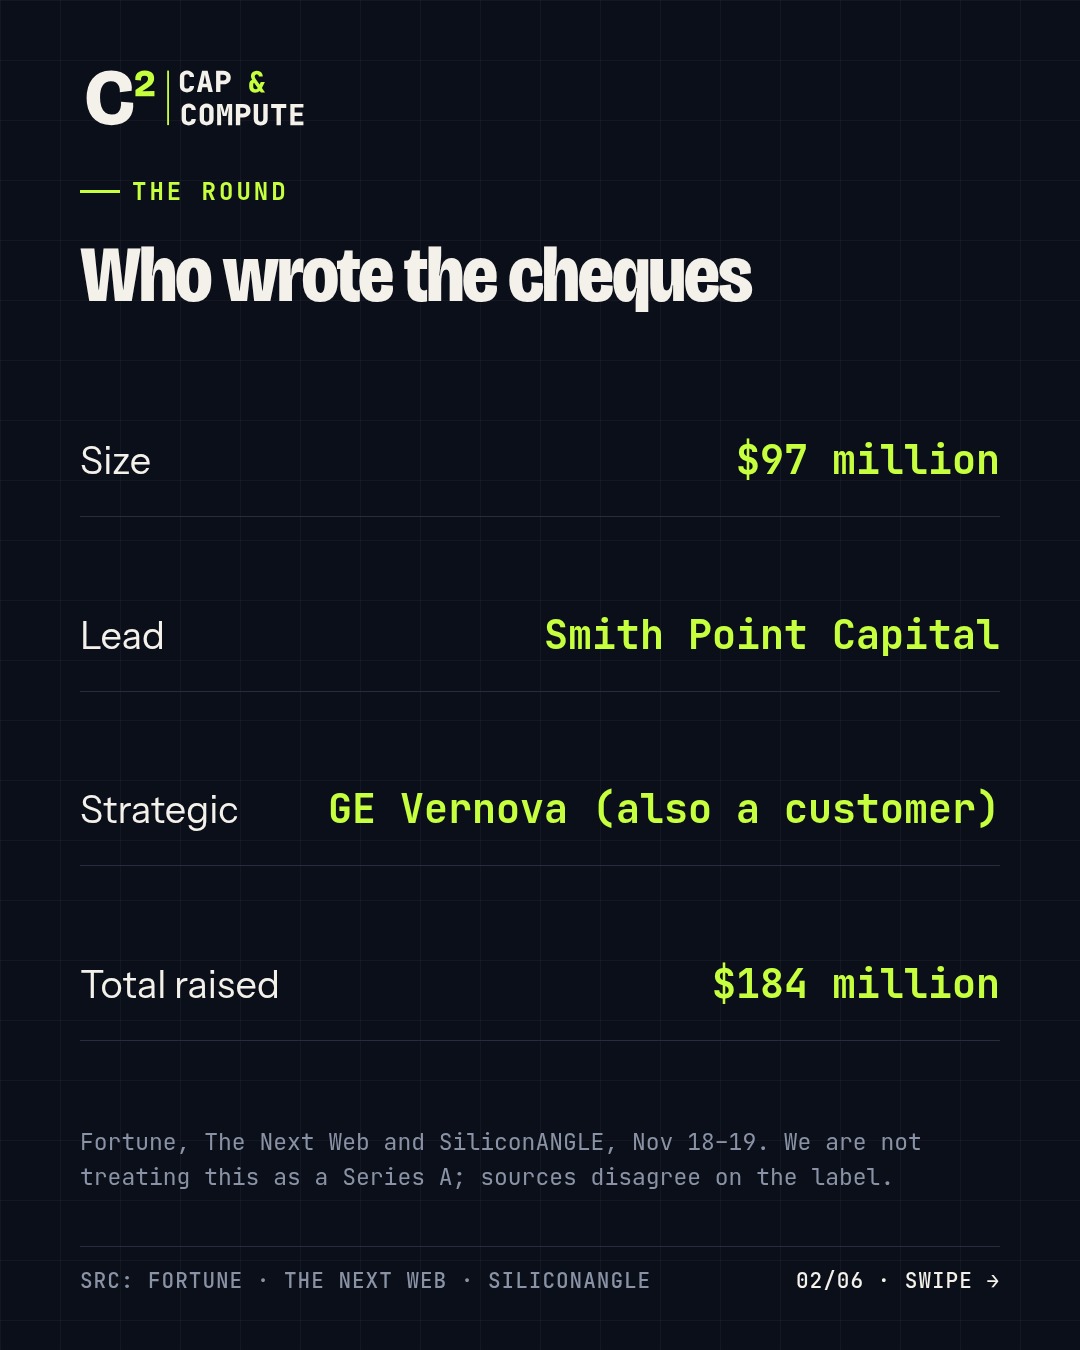 C² CAP &
COMPUTE
THE ROUND
Who wrote the cheques
Size $97 million
Lead Smith Point Capital
Strategic GE Vernova (also a customer)
Total raised $184 million
Fortune, The Next Web and SiliconANGLE, Nov 18–19. We are not
treating this as a Series A; sources disagree on the label.
SRC: FORTUNE · THE NEXT WEB · SILICONANGLE 02/06 · SWIPE →